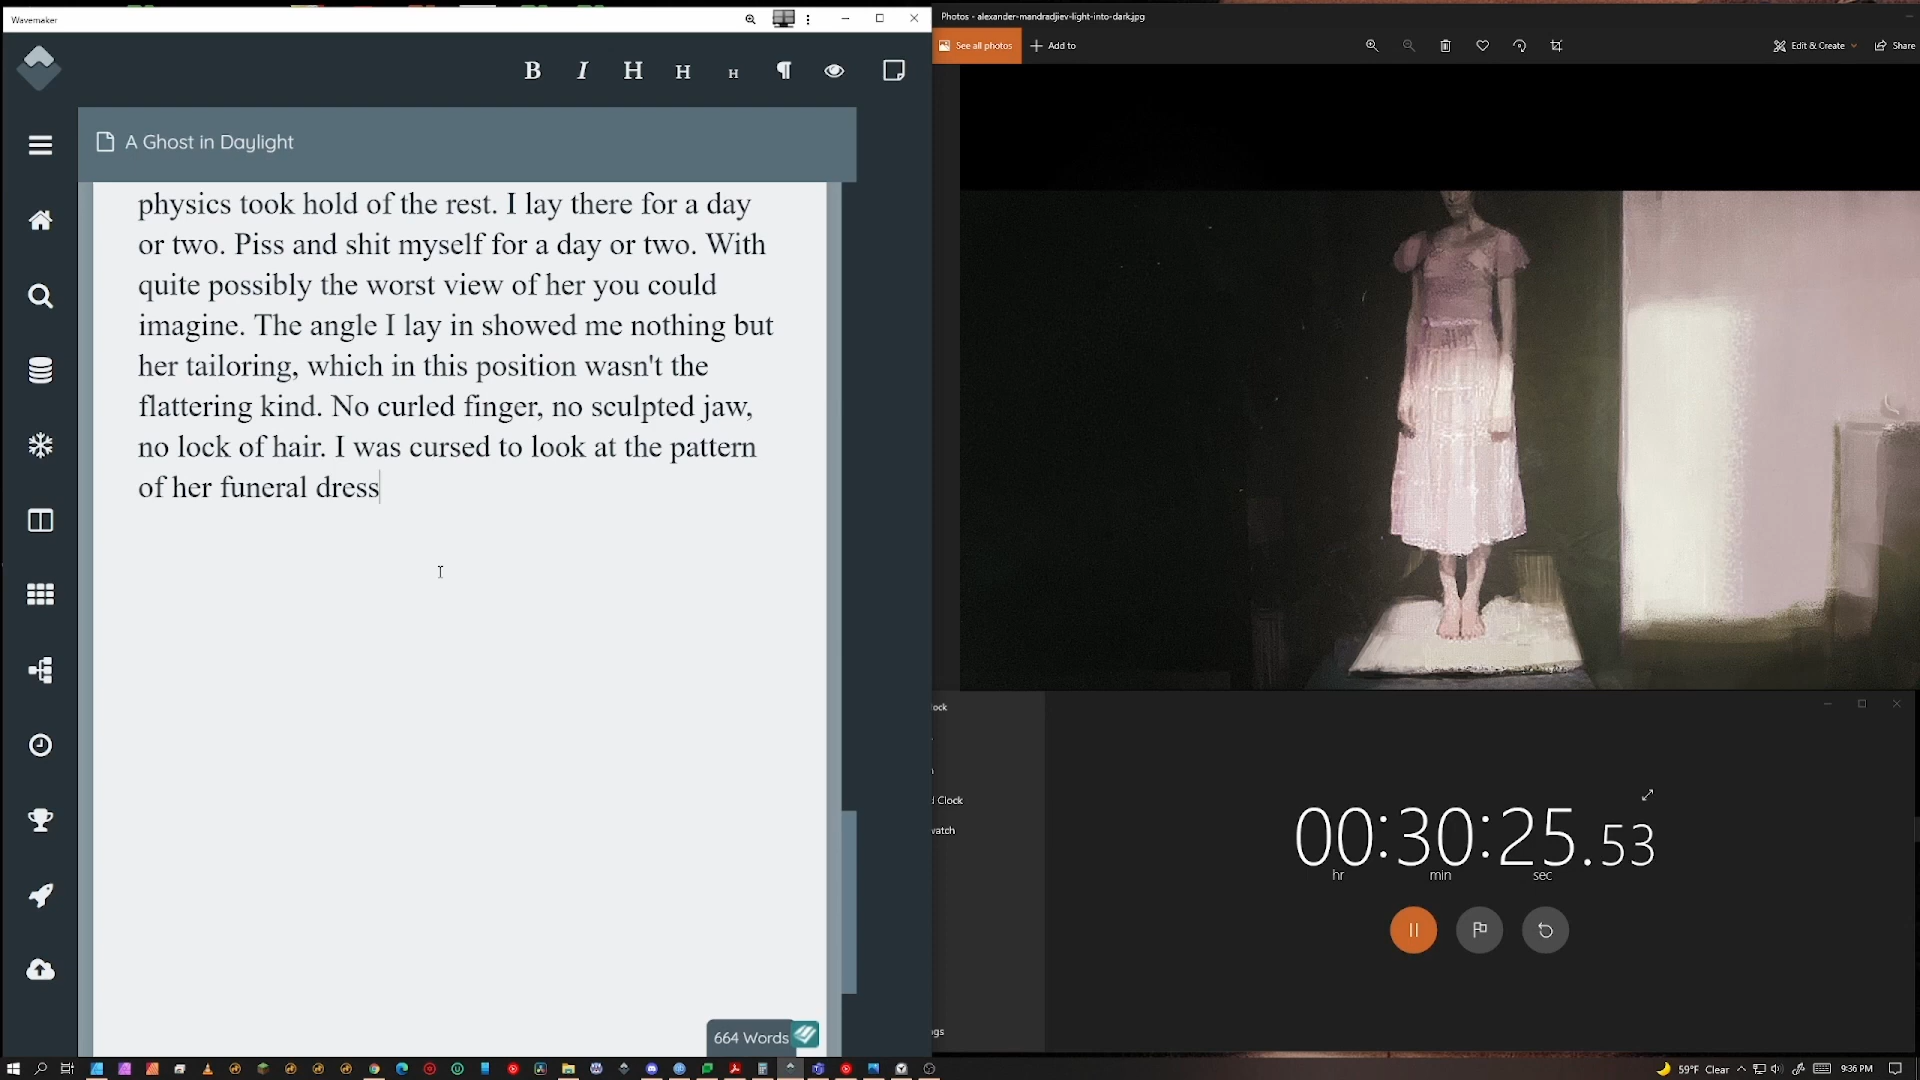 Wavemaker
B I H H H ¶
A Ghost in Daylight
physics took hold of the rest. I lay there for a day
or two. Piss and shit myself for a day or two. With
quite possibly the worst view of her you could
imagine. The angle I lay in showed me nothing but
her tailoring, which in this position wasn't the
flattering kind. No curled finger, no sculpted jaw,
no lock of hair. I was cursed to look at the pattern
of her funeral dress
664 Words
Photos - alexander-mandradjiev-light-into-dark.jpg
See all photos
Add to
Edit & Create
Share
ock
d Clock
watch
gs
00:30:25.53
hr min sec
59°F Clear
9:36 PM